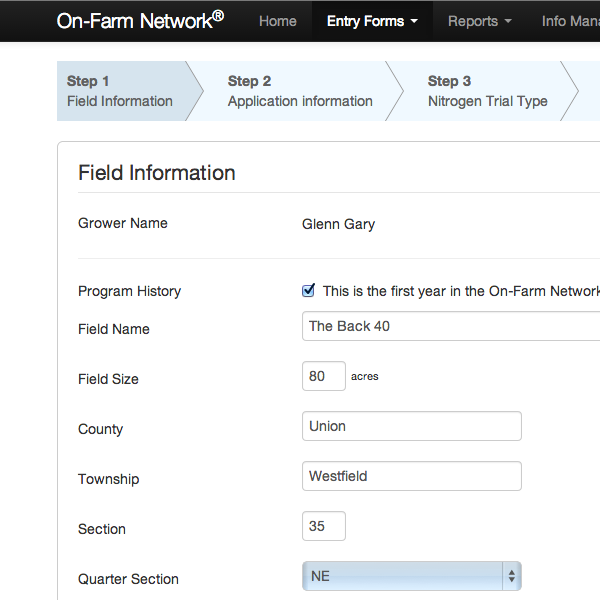 On-Farm Network® Home Entry Forms Reports Info Man
Step 1 Step 2 Step 3
Field Information Application information Nitrogen Trial Type
Field Information
Grower Name Glenn Gary
Program History This is the first year in the On-Farm Network
Field Name The Back 40
Field Size 80 acres
County Union
Township Westfield
Section 35
Quarter Section NE